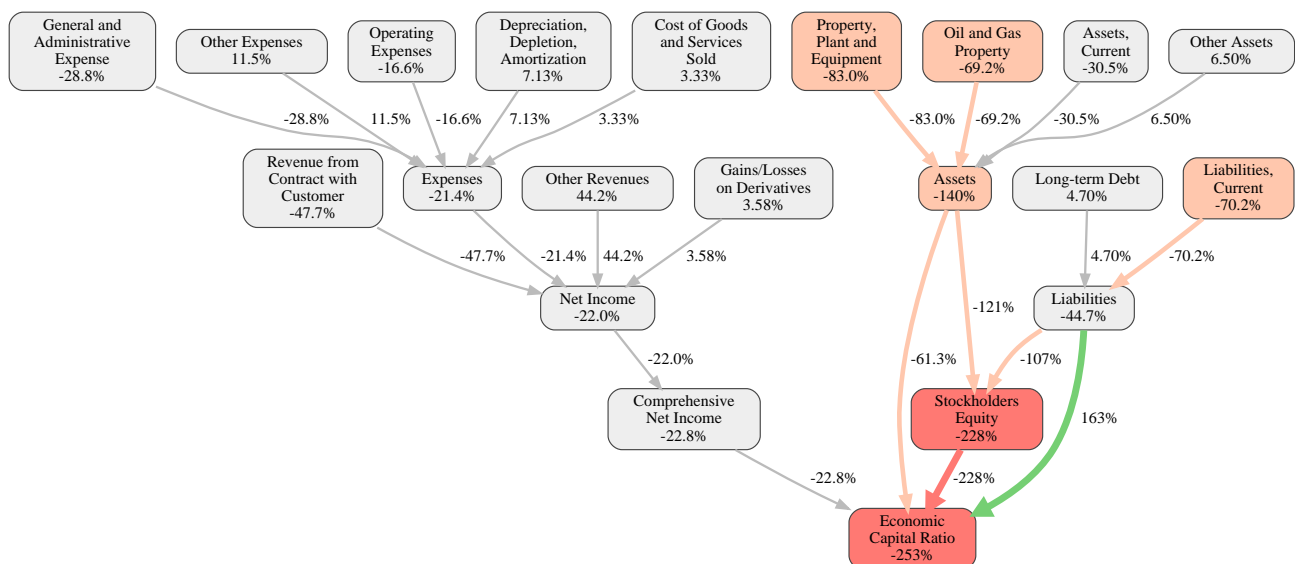 General and
Administrative
Expense
-28.8%
Other Expenses
11.5%
Operating
Expenses
-16.6%
Depreciation,
Depletion,
Amortization
7.13%
Cost of Goods
and Services
Sold
3.33%
Property,
Plant and
Equipment
-83.0%
Oil and Gas
Property
-69.2%
Assets,
Current
-30.5%
Other Assets
6.50%
-28.8%
11.5%
-16.6%
7.13%
3.33%
-83.0%
-69.2%
-30.5%
6.50%
Revenue from
Contract with
Customer
-47.7%
Expenses
-21.4%
Other Revenues
44.2%
Gains/Losses
on Derivatives
3.58%
Assets
-140%
Long-term Debt
4.70%
Liabilities,
Current
-70.2%
-47.7%
-21.4%
44.2%
3.58%
4.70%
-70.2%
Net Income
-22.0%
-121%
Liabilities
-44.7%
-22.0%
-61.3%
-107%
Comprehensive
Net Income
-22.8%
Stockholders
Equity
-228%
163%
-22.8%
-228%
Economic
Capital Ratio
-253%